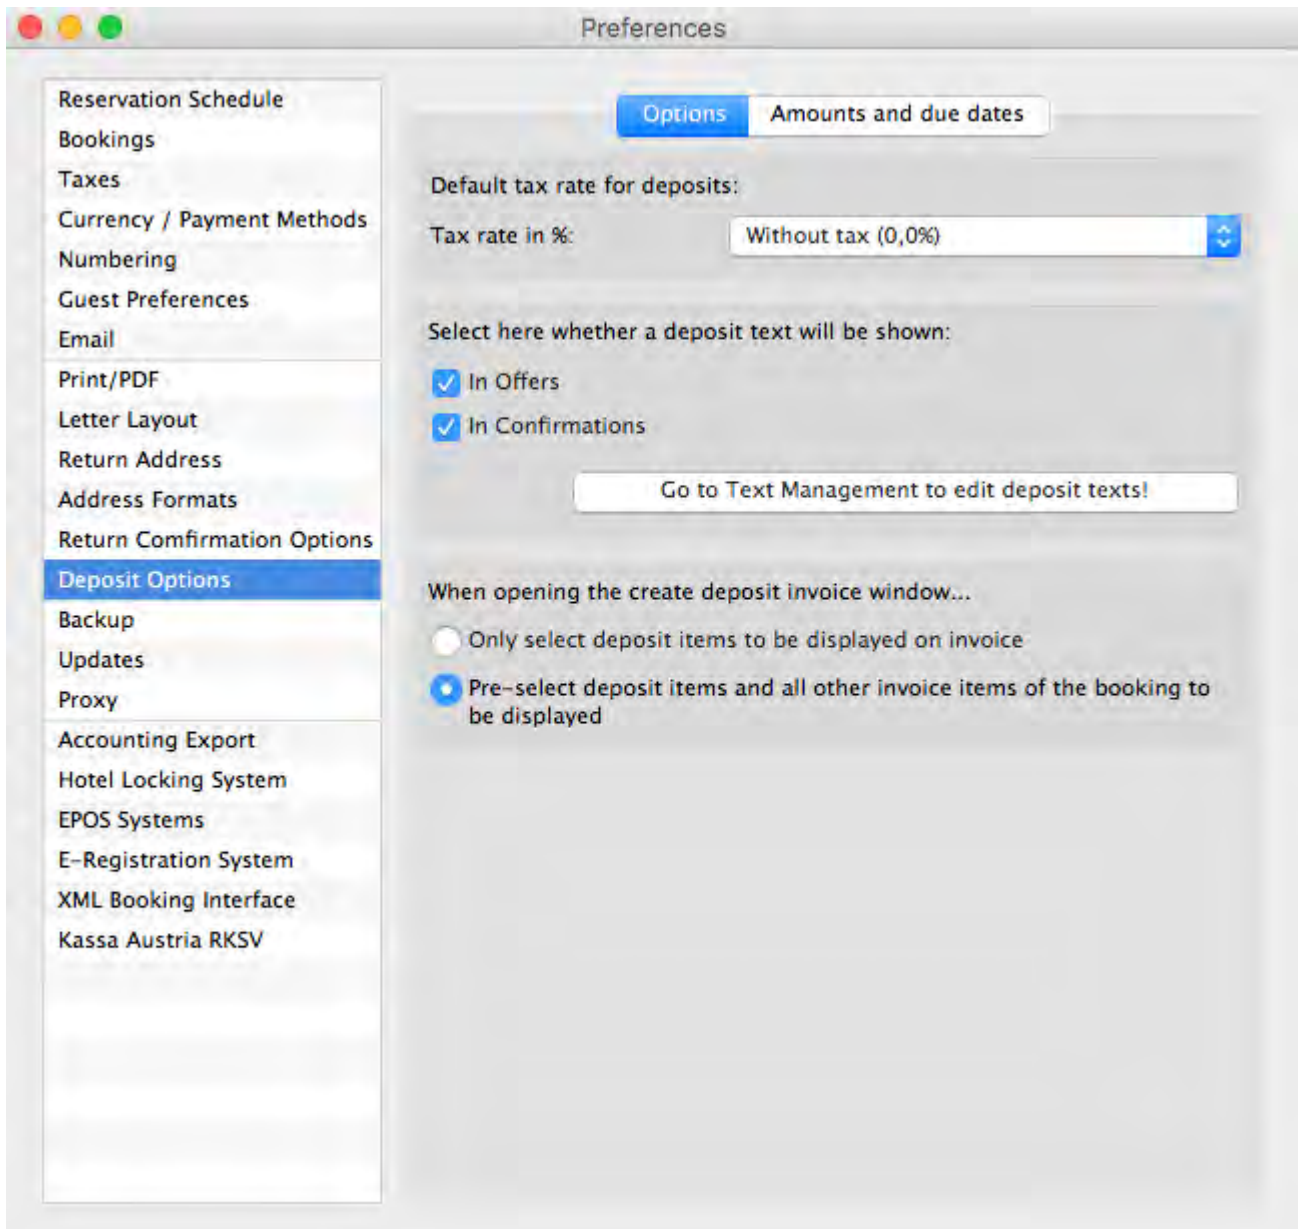 Preferences
Reservation Schedule
Bookings
Taxes
Currency / Payment Methods
Numbering
Guest Preferences
Email
Print/PDF
Letter Layout
Return Address
Address Formats
Return Comfirmation Options
Deposit Options
Backup
Updates
Proxy
Accounting Export
Hotel Locking System
EPOS Systems
E-Registration System
XML Booking Interface
Kassa Austria RKSV
Options
Amounts and due dates
Default tax rate for deposits:
Tax rate in %:
Without tax (0,0%)
Select here whether a deposit text will be shown:
In Offers
In Confirmations
Go to Text Management to edit deposit texts!
When opening the create deposit invoice window...
Only select deposit items to be displayed on invoice
Pre-select deposit items and all other invoice items of the booking to
be displayed